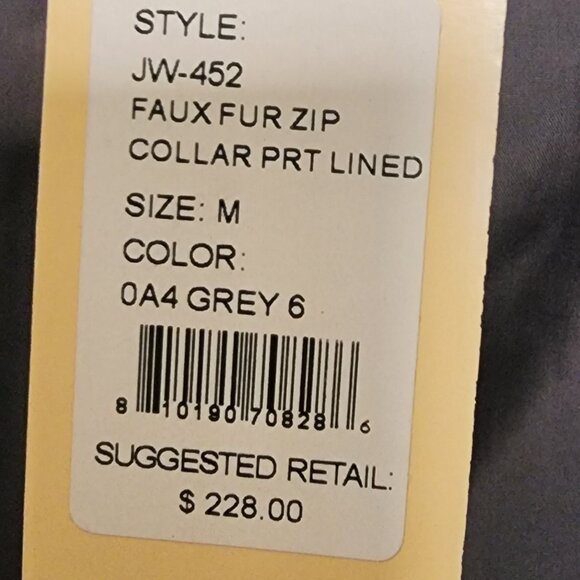 STYLE:
JW-452
FAUX FUR ZIP
COLLAR PRT LINED
SIZE: M
COLOR:
0A4 GREY 6
8 10190 70828 6
SUGGESTED RETAIL:
$ 228.00